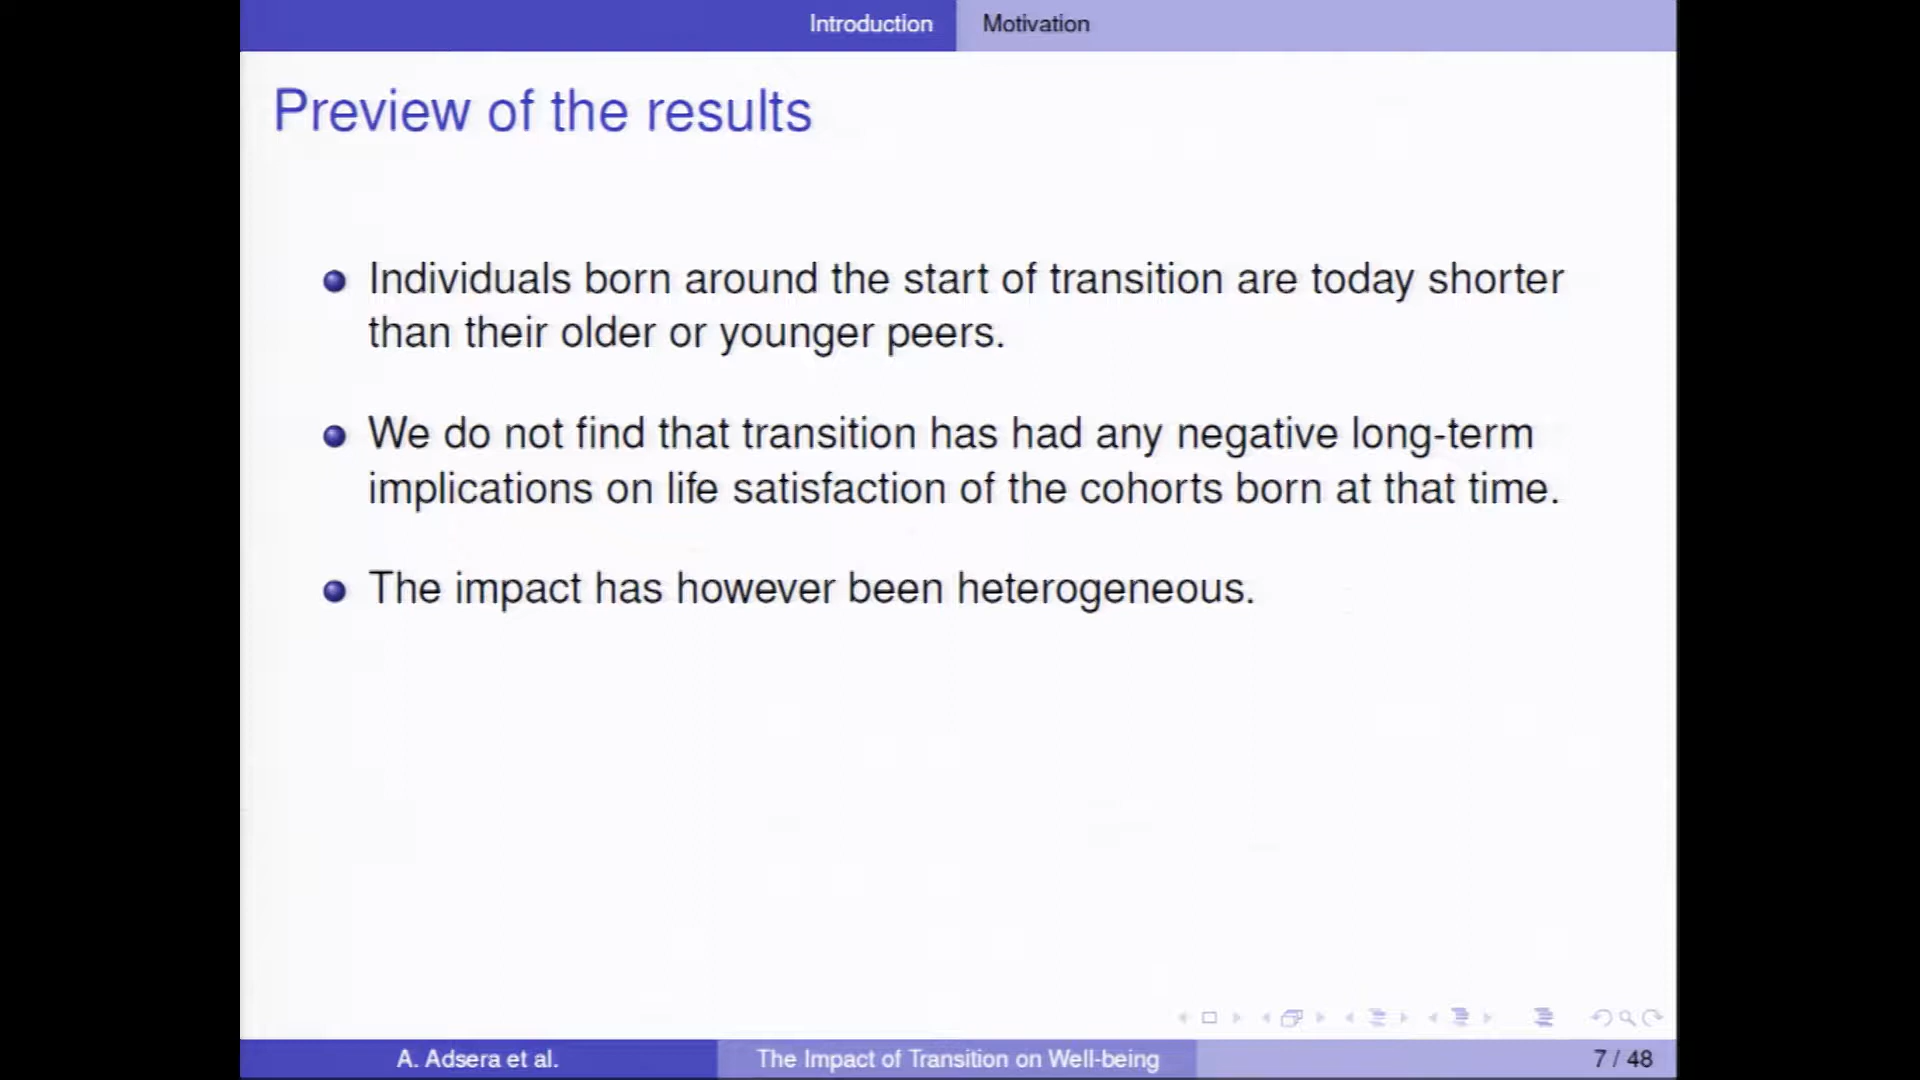 Introduction Motivation
Preview of the results
Individuals born around the start of transition are today shorter
than their older or younger peers.
We do not find that transition has had any negative long-term
implications on life satisfaction of the cohorts born at that time.
The impact has however been heterogeneous.
A. Adsera et al. The Impact of Transition on Well-being 7 / 48